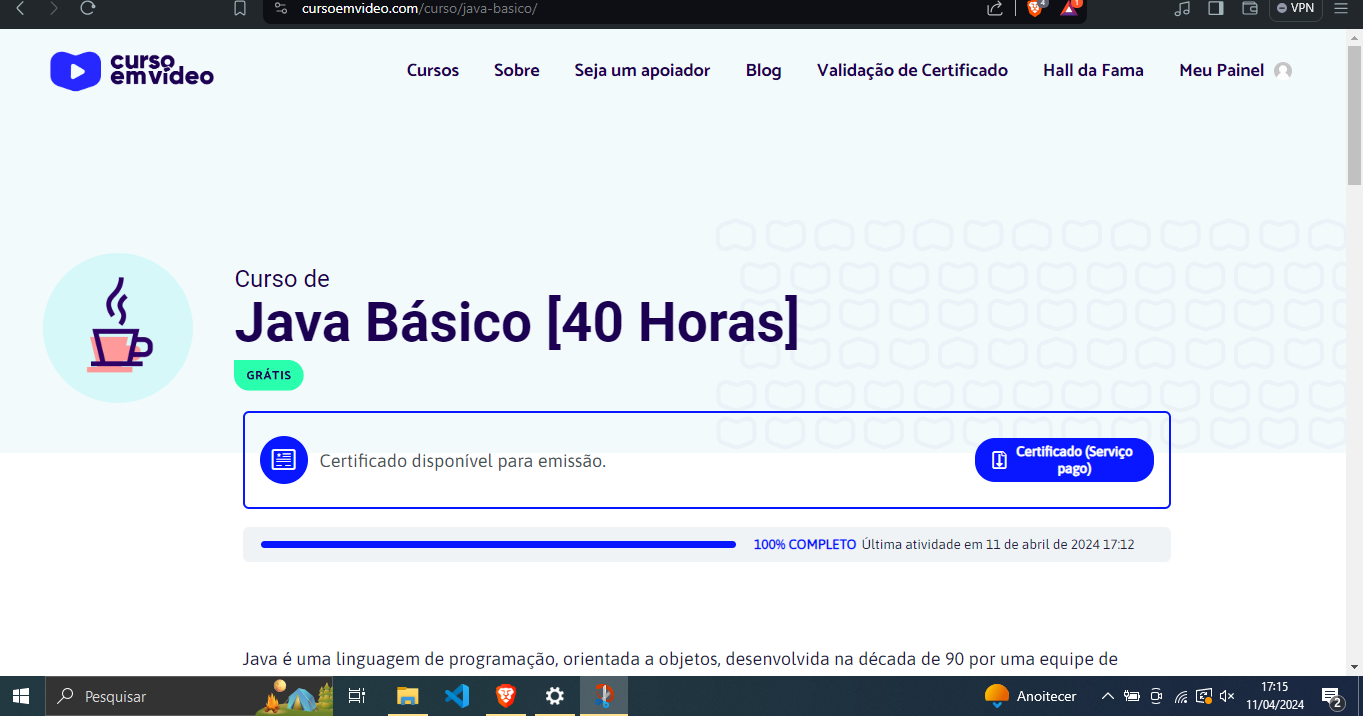 cursoemvideo.com/curso/java-basico/
4
1
VPN
curso
emvídeo
Cursos
Sobre
Seja um apoiador
Blog
Validação de Certificado
Hall da Fama
Meu Painel
Curso de
Java Básico [40 Horas]
GRÁTIS
Certificado disponível para emissão.
Certificado (Serviço
pago)
100% COMPLETO Última atividade em 11 de abril de 2024 17:12
Java é uma linguagem de programação, orientada a objetos, desenvolvida na década de 90 por uma equipe de
Pesquisar
Anoitecer
17:15
11/04/2024
2